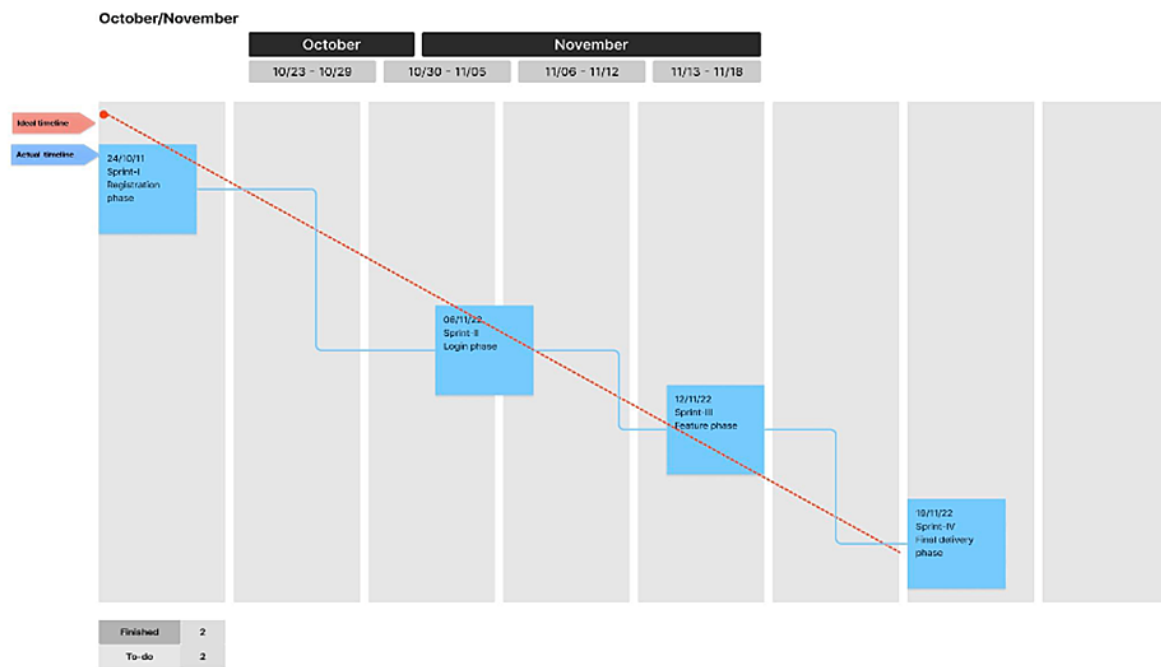 October/November
October
November
10/23 - 10/29
10/30 - 11/05
11/06 - 11/12
11/13 - 11/18
Ideal timeline
Actual timeline
24/10/11
Sprint-I
Registration
phase
06/11/22
Sprint-II
Login phase
12/11/22
Sprint-III
Feature phase
19/11/22
Sprint-IV
Final delivery
phase
Finished 2
To-do 2